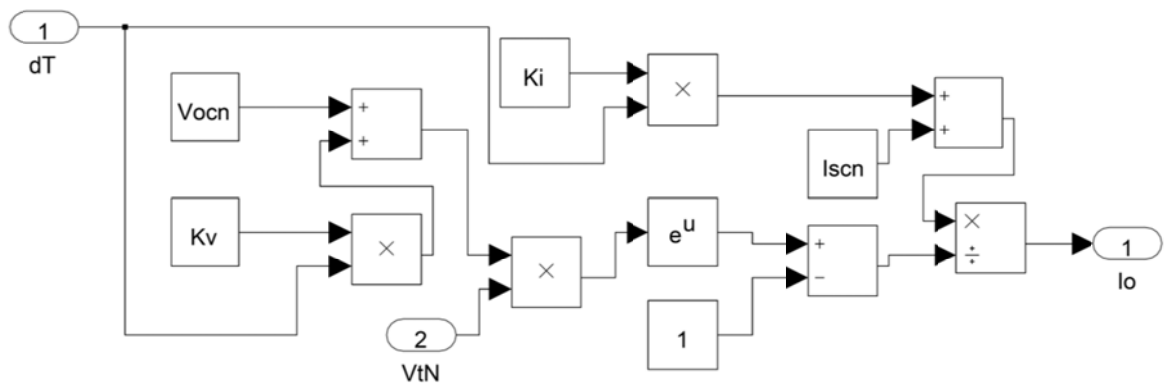 1
dT
Ki
×
+
+
Vocn
+
+
Iscn
Kv
×
×
e^u
+
−
×
÷
1
Io
1
2
VtN